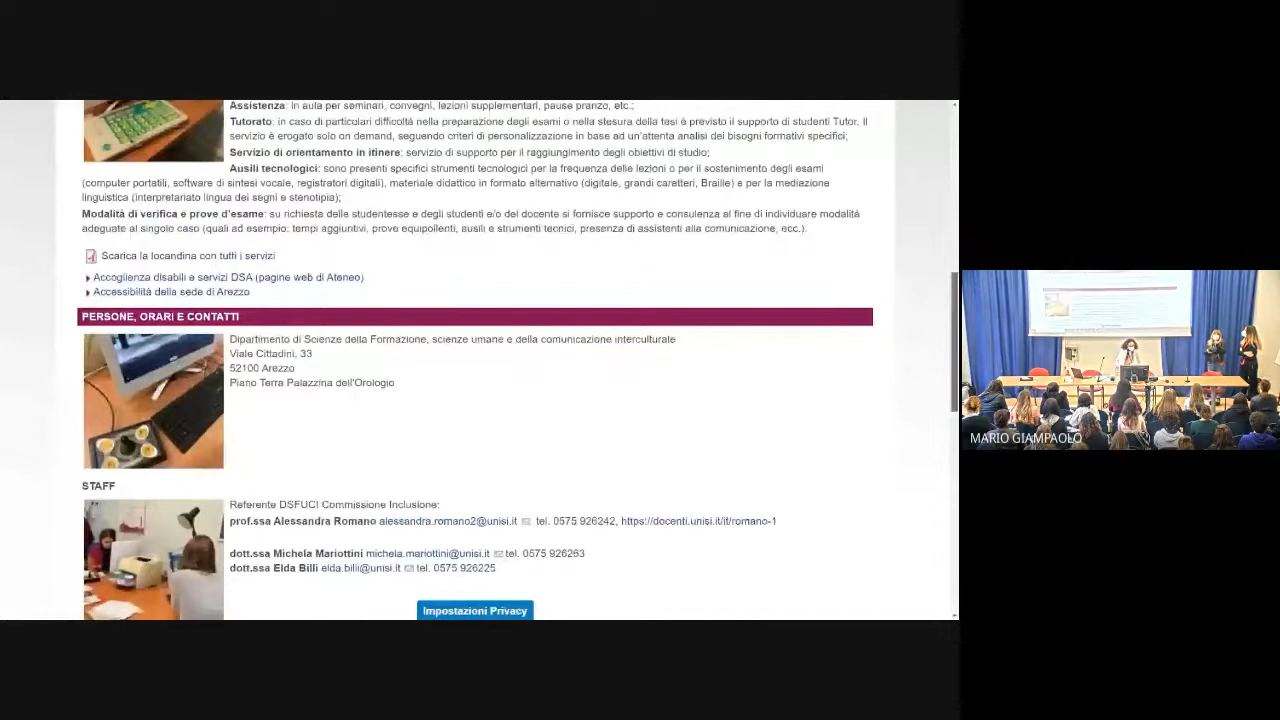 Assistenza: in aula per seminari, convegni, lezioni supplementari, pause pranzo, etc.;
Tutorato: in caso di particolari difficoltà nella preparazione degli esami o nella stesura della tesi è previsto il supporto di studenti Tutor. Il
servizio è erogato solo on demand, seguendo criteri di personalizzazione in base ad un'attenta analisi dei bisogni formativi specifici;
Servizio di orientamento in itinere: servizio di supporto per il raggiungimento degli obiettivi di studio;
Ausili tecnologici: sono presenti specifici strumenti tecnologici per la frequenza delle lezioni o per il sostenimento degli esami
(computer portatili, software di sintesi vocale, registratori digitali), materiale didattico in formato alternativo (digitale, grandi caratteri, Braille) e per la mediazione
linguistica (interpretariato lingua dei segni e stenotipia);
Modalità di verifica e prove d'esame: su richiesta delle studentesse e degli studenti e/o del docente si fornisce supporto e consulenza al fine di individuare modalità
adeguate al singolo caso (quali ad esempio: tempi aggiuntivi, prove equipollenti, ausili e strumenti tecnici, presenza di assistenti alla comunicazione, ecc.).
Scarica la locandina con tutti i servizi
Accoglienza disabili e servizi DSA (pagine web di Ateneo)
Accessibilità della sede di Arezzo
PERSONE, ORARI E CONTATTI
Dipartimento di Scienze della Formazione, scienze umane e della comunicazione interculturale
Viale Cittadini, 33
52100 Arezzo
Piano Terra Palazzina dell'Orologio
STAFF
Referente DSFUCI Commissione Inclusione:
prof.ssa Alessandra Romano alessandra.romano2@unisi.it tel. 0575 926242, https://docenti.unisi.it/it/romano-1
dott.ssa Michela Mariottini michela.mariottini@unisi.it tel. 0575 926263
dott.ssa Elda Billi elda.billi@unisi.it tel. 0575 926225
Impostazioni Privacy
MARIO GIAMPAOLO